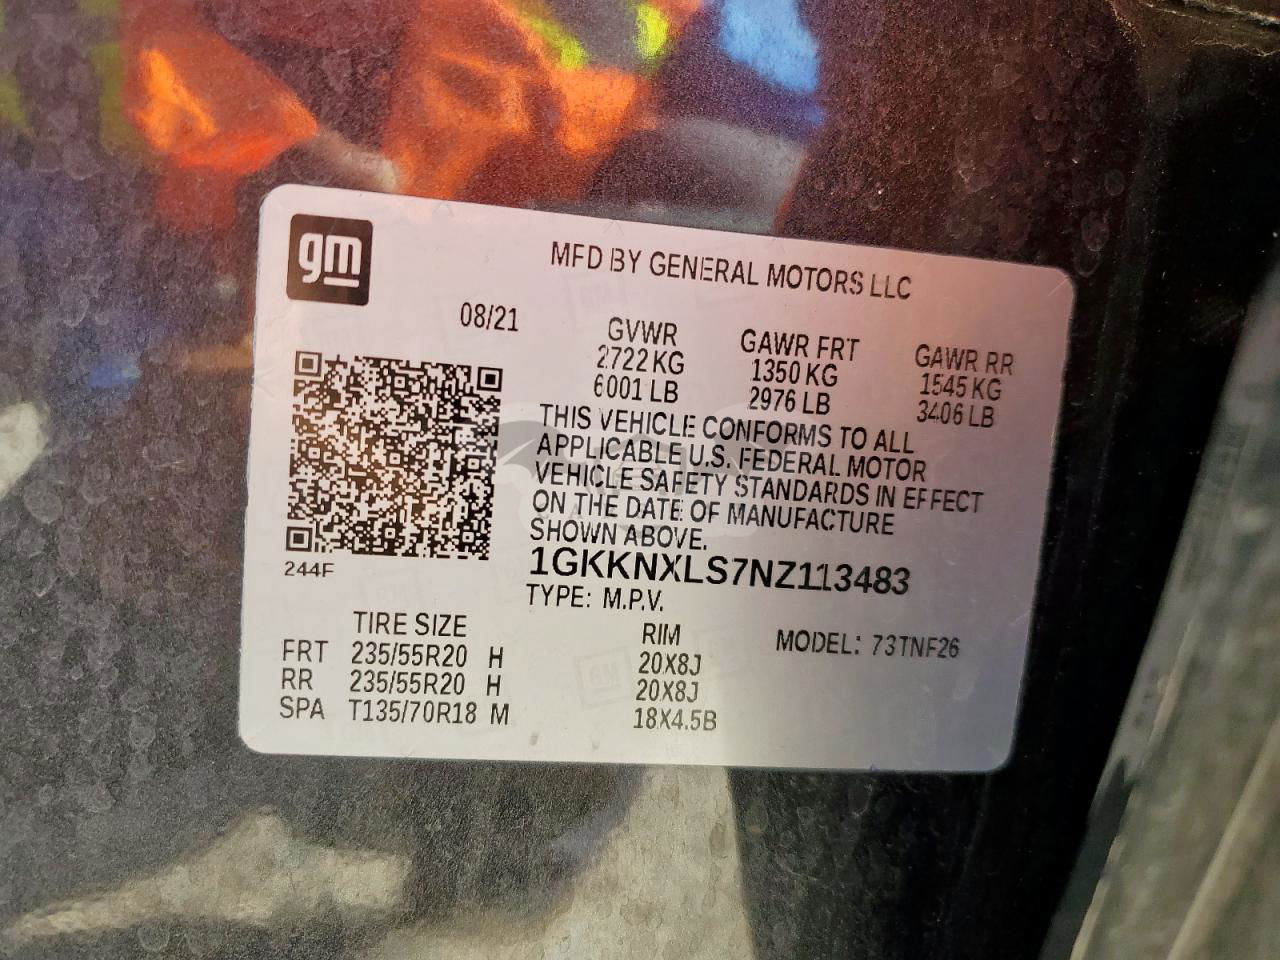 gm
MFD BY GENERAL MOTORS LLC
08/21
GVWR GAWR FRT GAWR RR
2722 KG 1350 KG 1545 KG
6001 LB 2976 LB 3406 LB
THIS VEHICLE CONFORMS TO ALL
APPLICABLE U.S. FEDERAL MOTOR
VEHICLE SAFETY STANDARDS IN EFFECT
ON THE DATE OF MANUFACTURE
SHOWN ABOVE.
244F
1GKKNXLS7NZ113483
TYPE: M.P.V.
TIRE SIZE RIM MODEL: 73TNF26
FRT 235/55R20 H 20X8J
RR 235/55R20 H 20X8J
SPA T135/70R18 M 18X4.5B